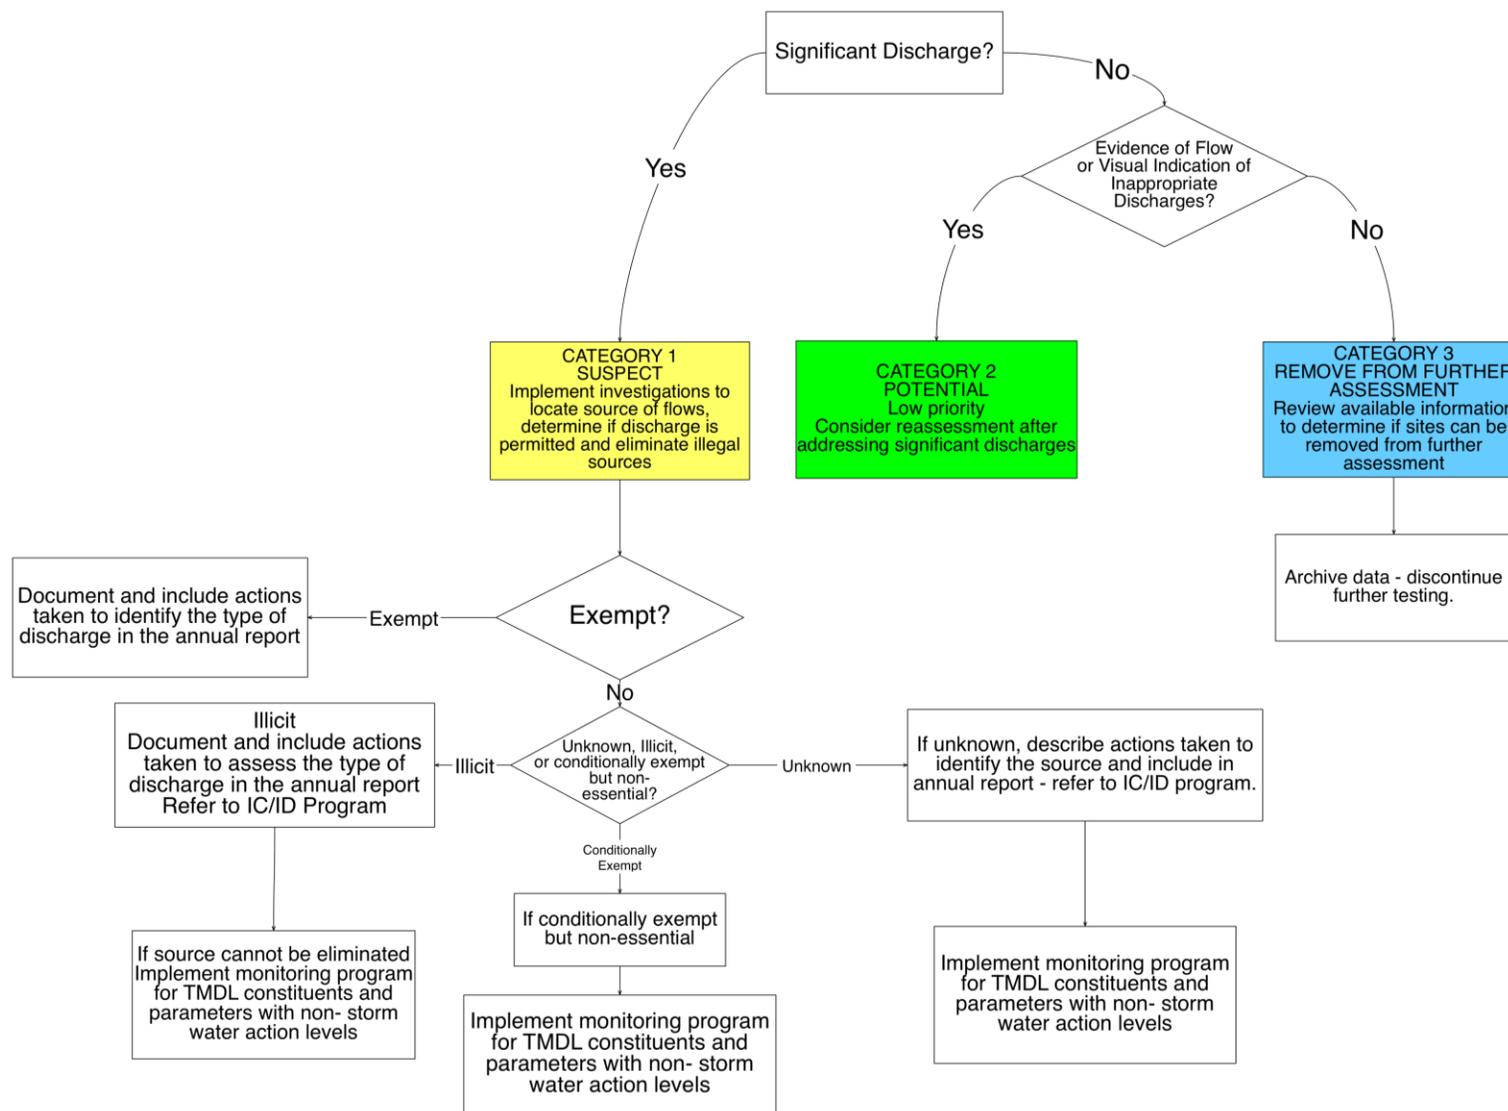 Significant Discharge?
No
Evidence of Flow
or Visual Indication of
Inappropriate
Discharges?
Yes
Yes
No
CATEGORY 1
SUSPECT
Implement investigations to
locate source of flows,
determine if discharge is
permitted and eliminate illegal
sources
CATEGORY 2
POTENTIAL
Low priority
Consider reassessment after
addressing significant discharges
CATEGORY 3
REMOVE FROM FURTHER
ASSESSMENT
Review available information
to determine if sites can be
removed from further
assessment
Archive data - discontinue
further testing.
Document and include actions
taken to identify the type of
discharge in the annual report
Exempt
Exempt?
No
Illicit
Document and include actions
taken to assess the type of
discharge in the annual report
Refer to IC/ID Program
Illicit
Unknown, Illicit,
or conditionally exempt
but non-
essential?
Unknown
If unknown, describe actions taken to
identify the source and include in
annual report - refer to IC/ID program.
Conditionally
Exempt
If conditionally exempt
but non-essential
If source cannot be eliminated
Implement monitoring program
for TMDL constituents and
parameters with non- storm
water action levels
Implement monitoring program
for TMDL constituents and
parameters with non- storm
water action levels
Implement monitoring program
for TMDL constituents and
parameters with non- storm
water action levels